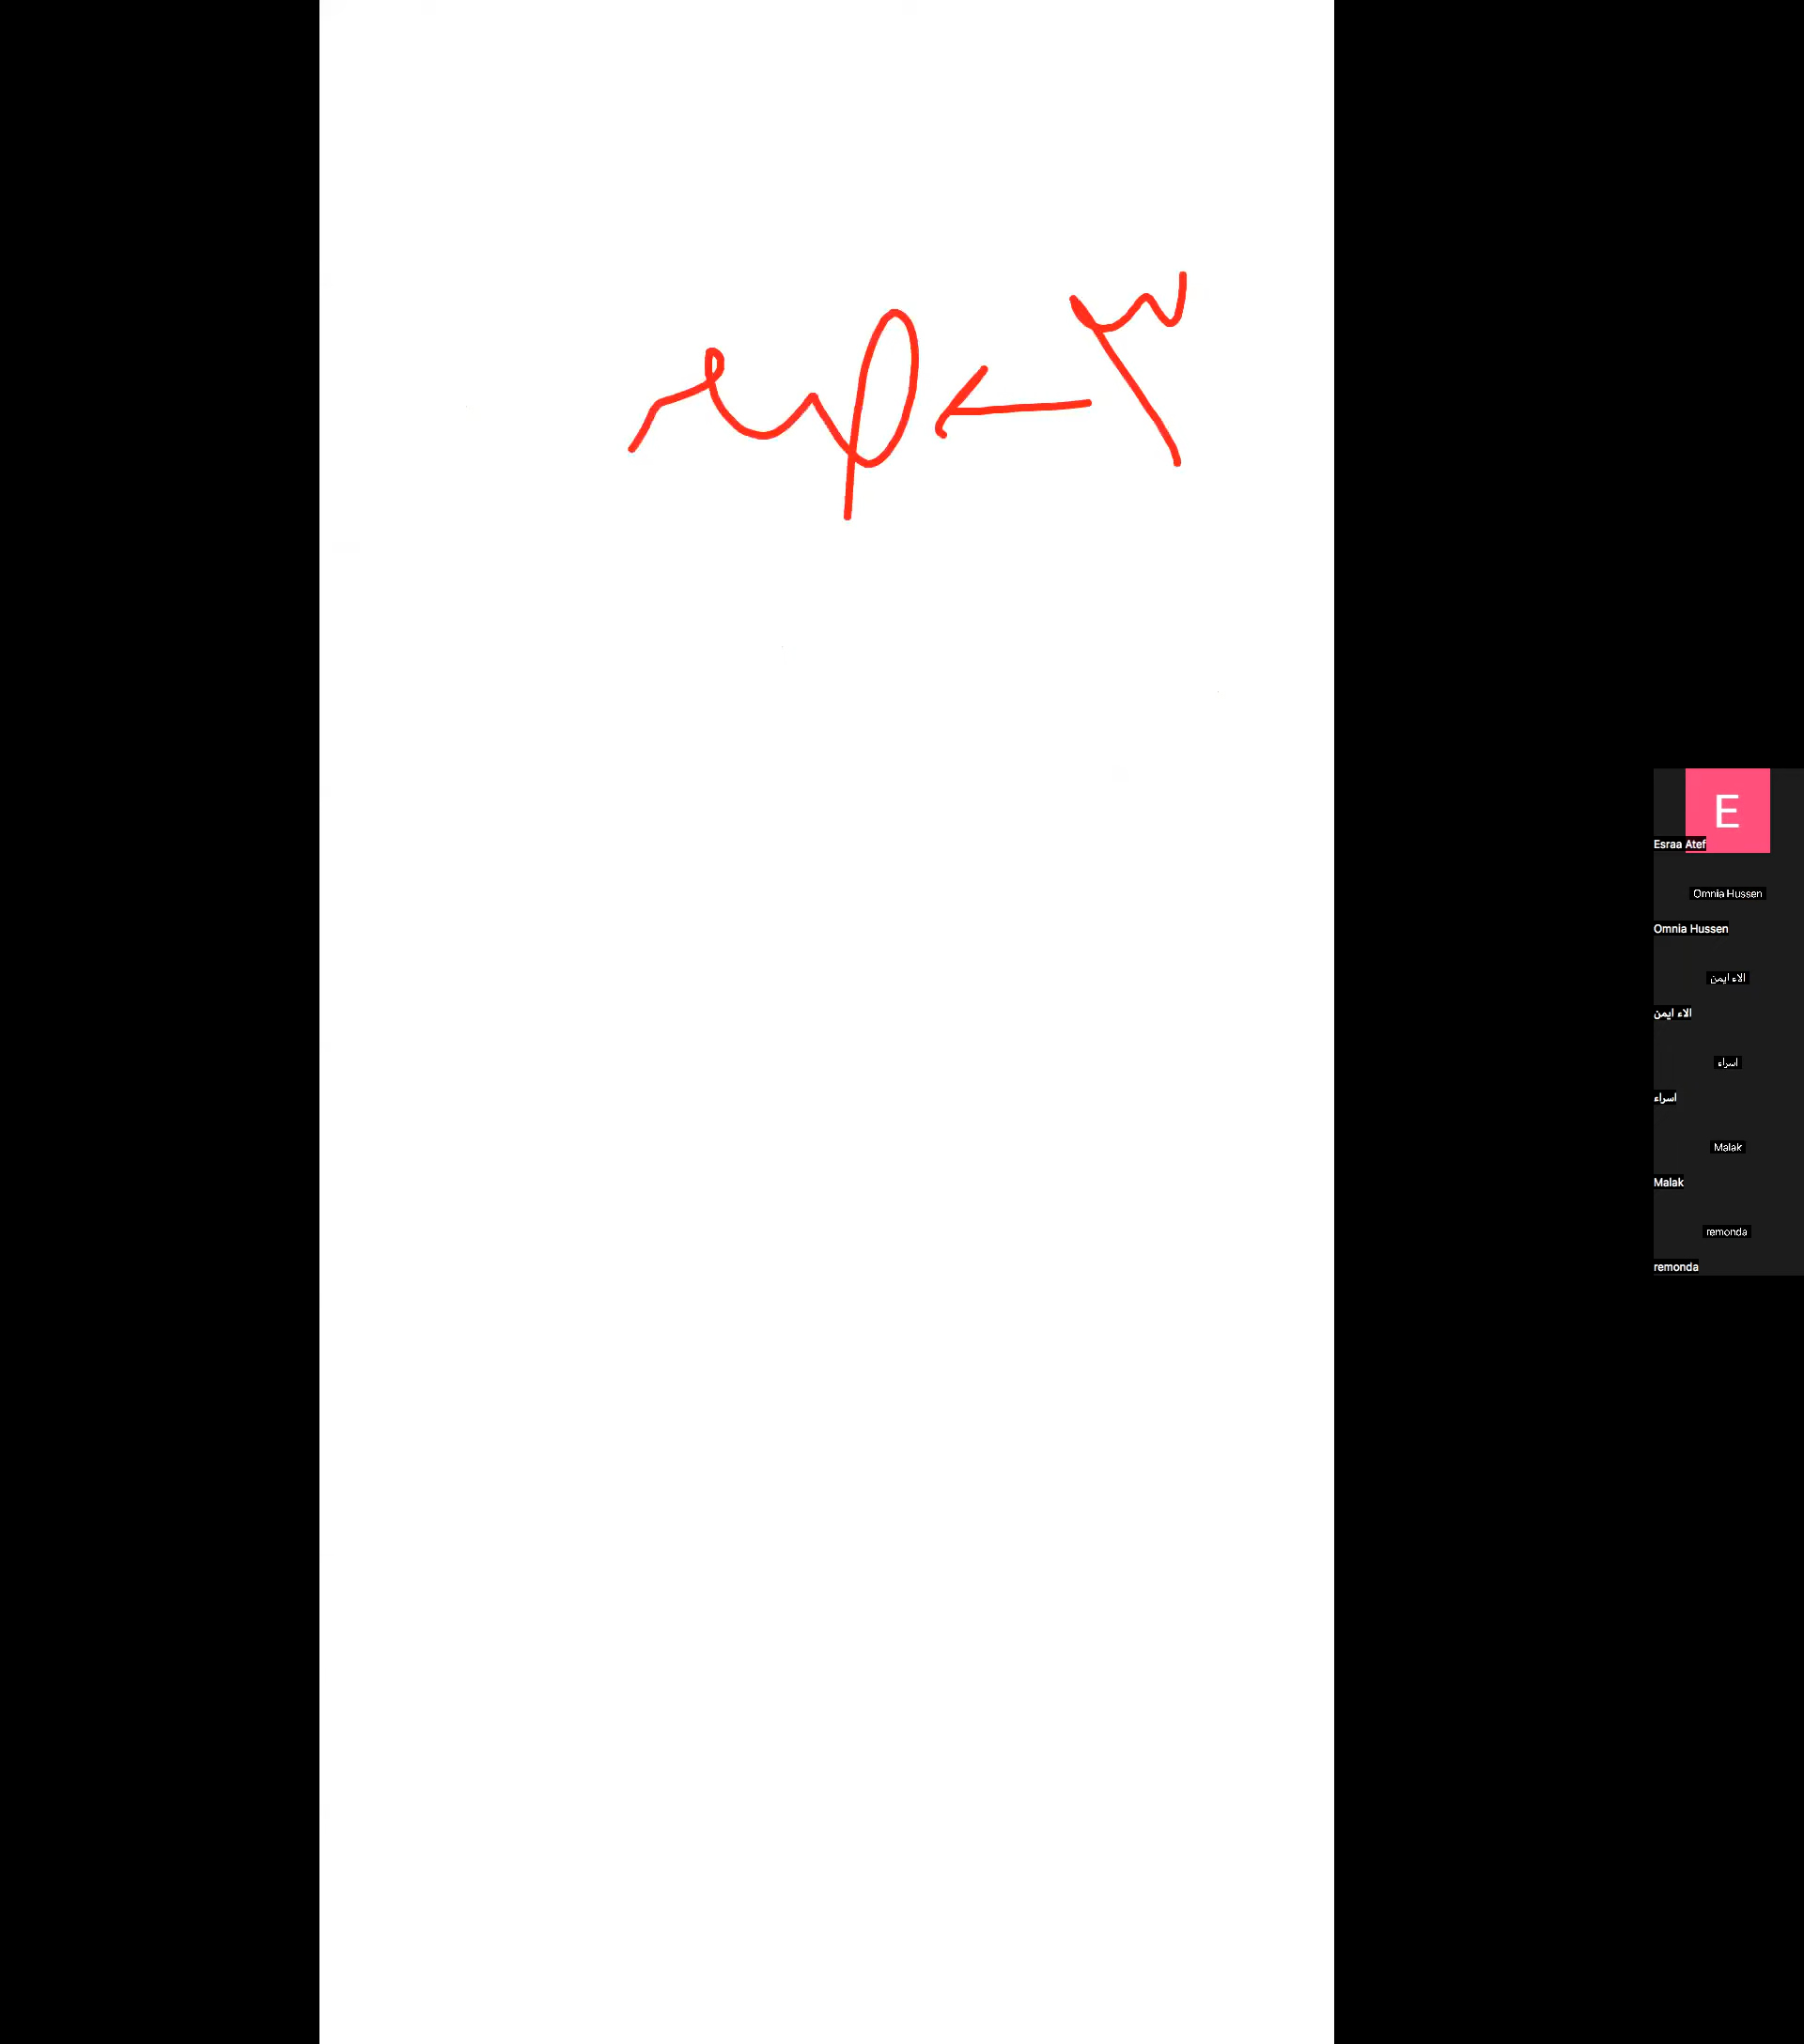 ٣ ←
E
Esraa Atef
Omnia Hussen
Omnia Hussen
الاء ايمن
الاء ايمن
اسراء
اسراء
Malak
Malak
remonda
remonda